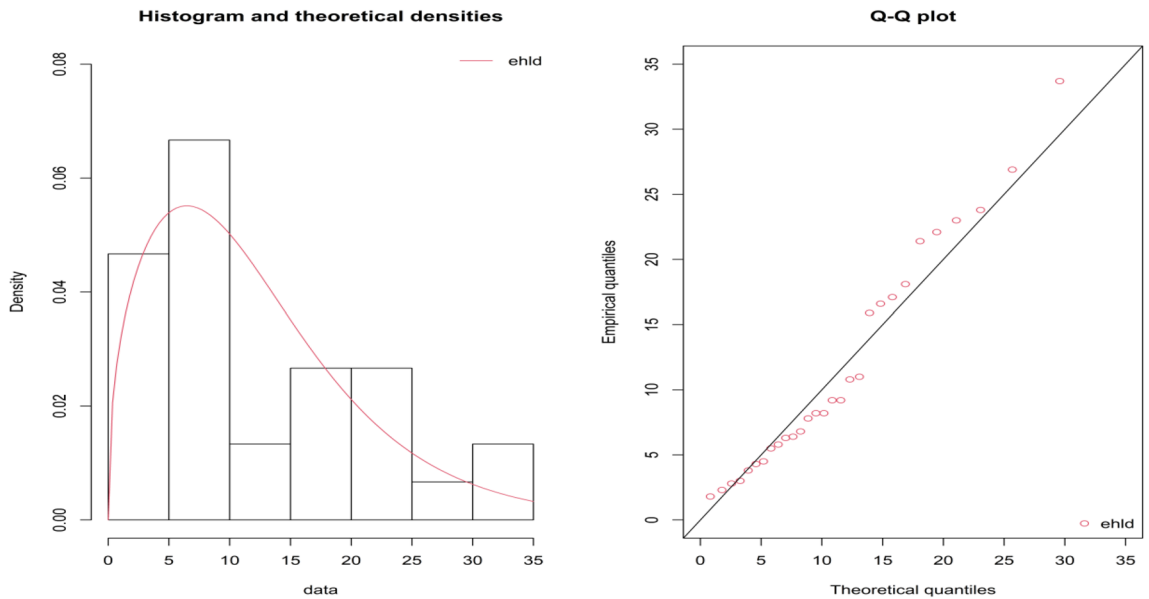 Histogram and theoretical densities
ehld
Density
0.00
0.02
0.04
0.06
0.08
0 5 10 15 20 25 30 35
data
Q-Q plot
Empirical quantiles
0
5
10
15
20
25
30
35
ehld
0 5 10 15 20 25 30 35
Theoretical quantiles